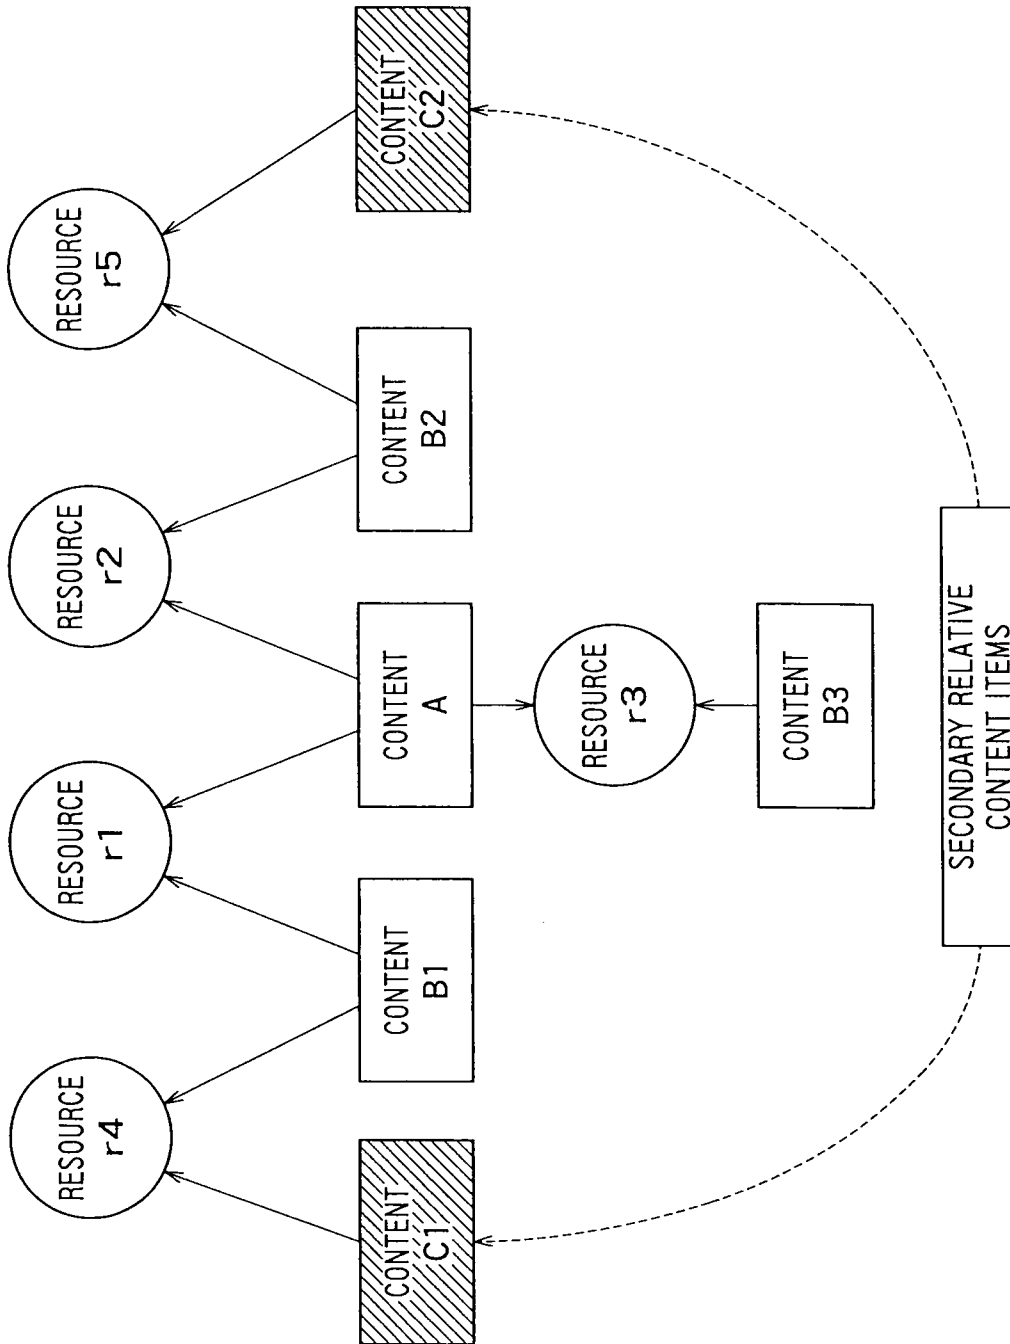 RESOURCE
r4
RESOURCE
r1
RESOURCE
r2
RESOURCE
r5
CONTENT
C1
CONTENT
B1
CONTENT
A
CONTENT
B2
CONTENT
C2
RESOURCE
r3
CONTENT
B3
SECONDARY RELATIVE
CONTENT ITEMS